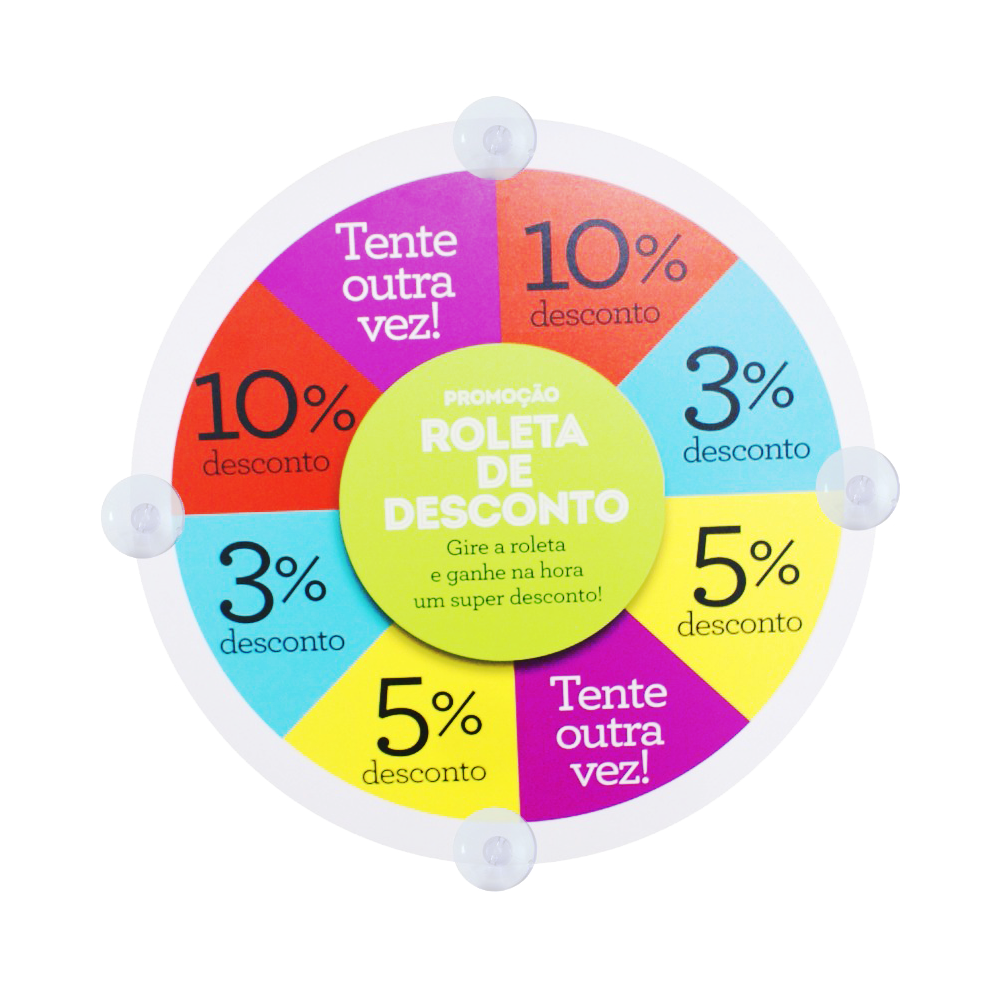 Tente
outra
vez!
10%
desconto
3%
desconto
5%
desconto
Tente
outra
vez!
5%
desconto
3%
desconto
10%
desconto
PROMOÇÃO
ROLETA
DE
DESCONTO
Gire a roleta
e ganhe na hora
um super desconto!